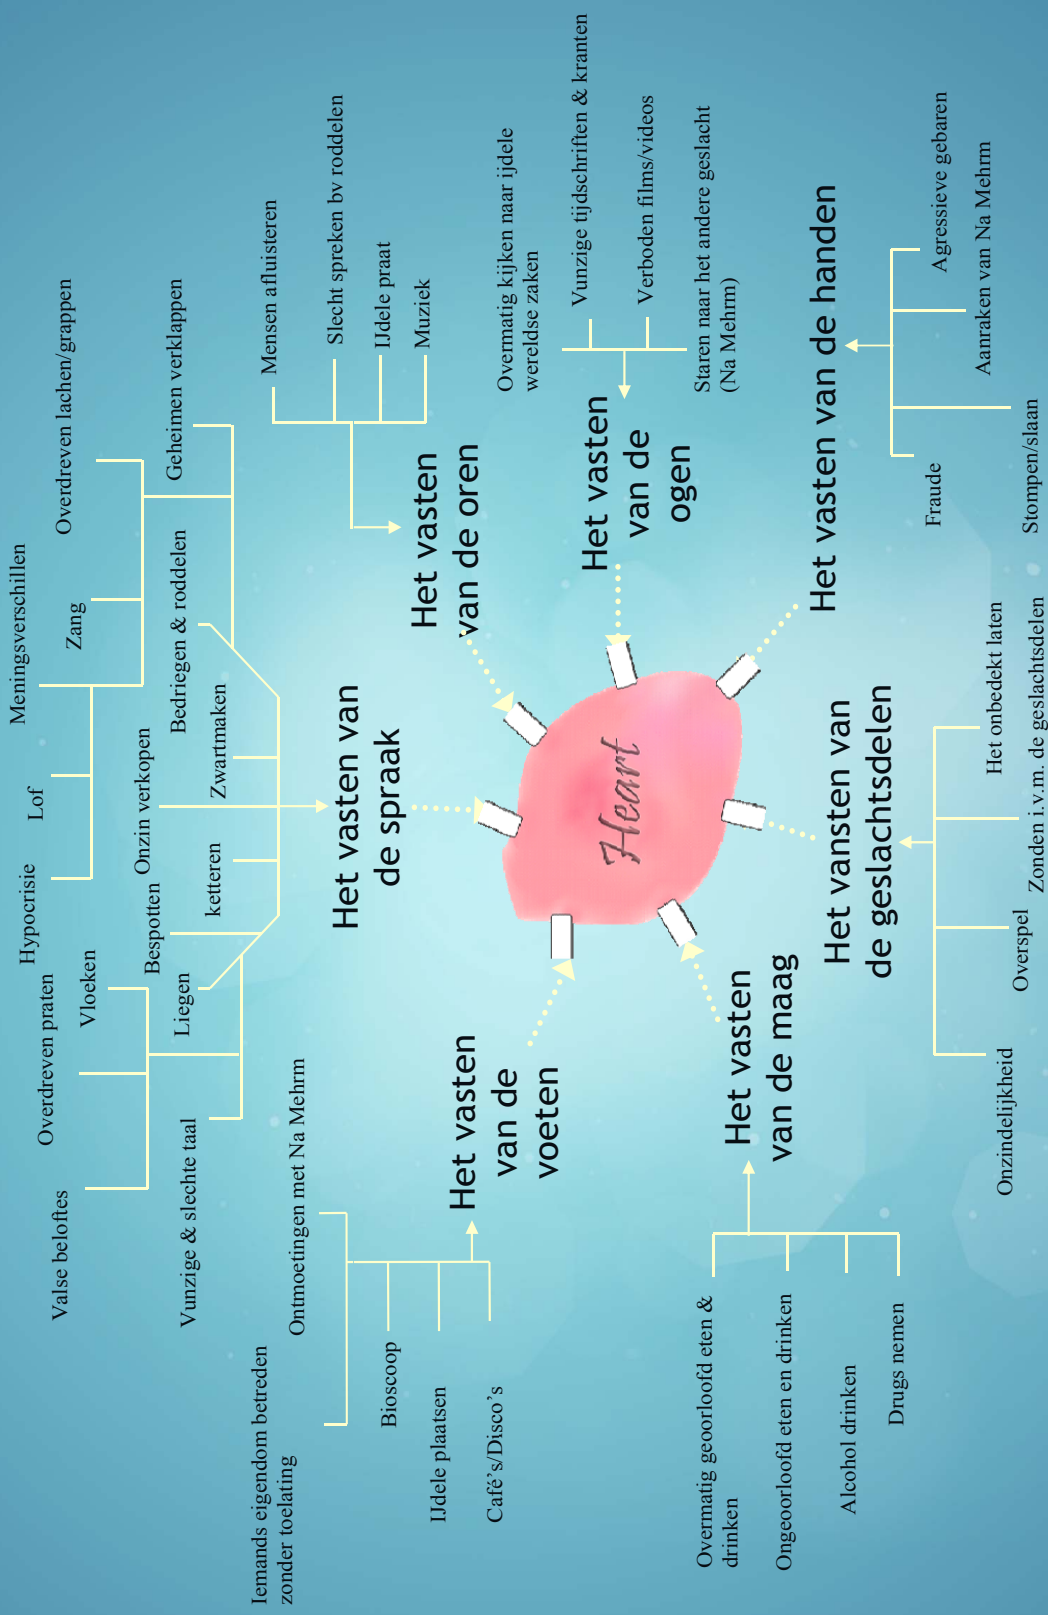 Hypocrisie
Lof
Meningsverschillen
Valse beloftes
Overdreven praten
Vloeken
Zang
Overdreven lachen/grappen
Vunzige & slechte taal
Liegen
Bespotten
Onzin verkopen
ketteren
Zwartmaken
Bedriegen & roddelen
Geheimen verklappen
Het vasten van
de spraak
Mensen afluisteren
Slecht spreken bv roddelen
IJdele praat
Muziek
Het vasten
van de oren
Iemands eigendom betreden
zonder toelating
Ontmoetingen met Na Mehrm
Bioscoop
IJdele plaatsen
Café's/Disco's
Het vasten
van de
voeten
Heart
Het vasten
van de
ogen
Overmatig kijken naar ijdele
wereldse zaken
Vunzige tijdschriften & kranten
Verboden films/videos
Staren naar het andere geslacht
(Na Mehrm)
Het vasten
van de maag
Overmatig geoorloofd eten &
drinken
Ongeoorloofd eten en drinken
Alcohol drinken
Drugs nemen
Het vansten van
de geslachtsdelen
Onzindelijkheid
Overspel
Zonden i.v.m. de geslachtsdelen
Het onbedekt laten
Het vasten van de handen
Fraude
Stompen/slaan
Aanraken van Na Mehrm
Agressieve gebaren